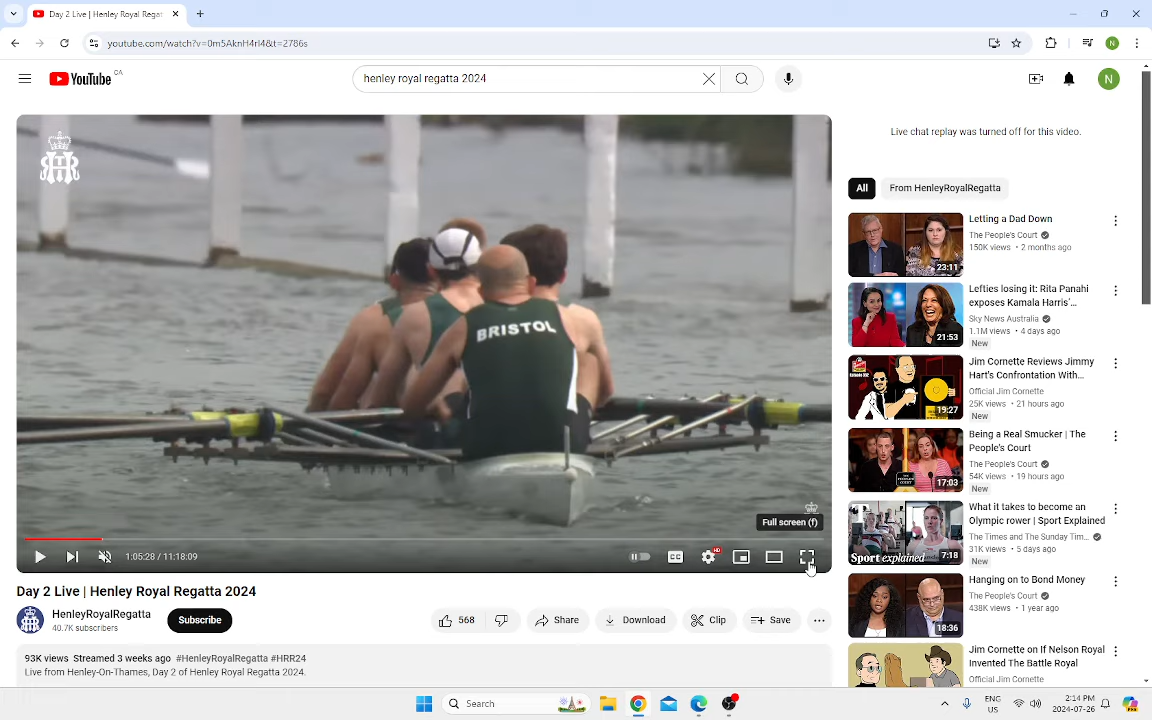 Day 2 Live | Henley Royal Regat
youtube.com/watch?v=0m5AknH4rI4&t=2786s
N
YouTube CA
henley royal regatta 2024
N
HRR
BRISTOL
Full screen (f)
1:05:28 / 11:18:09
CC
HD
Day 2 Live | Henley Royal Regatta 2024
HenleyRoyalRegatta
40.7K subscribers
Subscribe
568
Share
Download
Clip
Save
93K views Streamed 3 weeks ago #HenleyRoyalRegatta #HRR24
Live from Henley-On-Thames, Day 2 of Henley Royal Regatta 2024.
Live chat replay was turned off for this video.
All
From HenleyRoyalRegatta
23:11
Letting a Dad Down
The People's Court
150K views • 2 months ago
21:53
Lefties losing it: Rita Panahi
exposes Kamala Harris'...
Sky News Australia
1.1M views • 4 days ago
New
19:27
Jim Cornette Reviews Jimmy
Hart's Confrontation With...
Official Jim Cornette
25K views • 21 hours ago
New
17:03
Being a Real Smucker | The
People's Court
The People's Court
54K views • 19 hours ago
New
Sport explained
7:18
What it takes to become an
Olympic rower | Sport Explained
The Times and The Sunday Tim...
31K views • 5 days ago
New
18:36
Hanging on to Bond Money
The People's Court
438K views • 1 year ago
Jim Cornette on If Nelson Royal
Invented The Battle Royal
Official Jim Cornette
Search
ENG
US
2:14 PM
2024-07-26